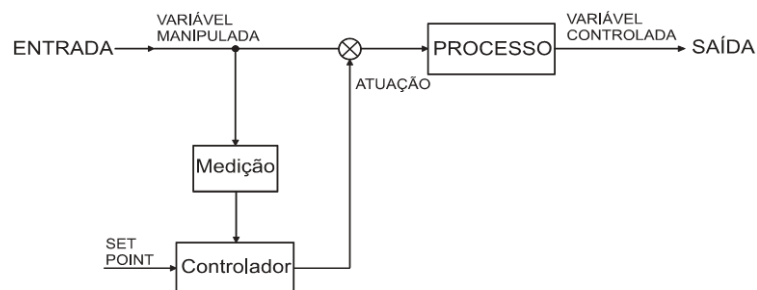 ENTRADA
VARIÁVEL
MANIPULADA
ATUAÇÃO
PROCESSO
VARIÁVEL
CONTROLADA
SAÍDA
Medição
SET
POINT
Controlador